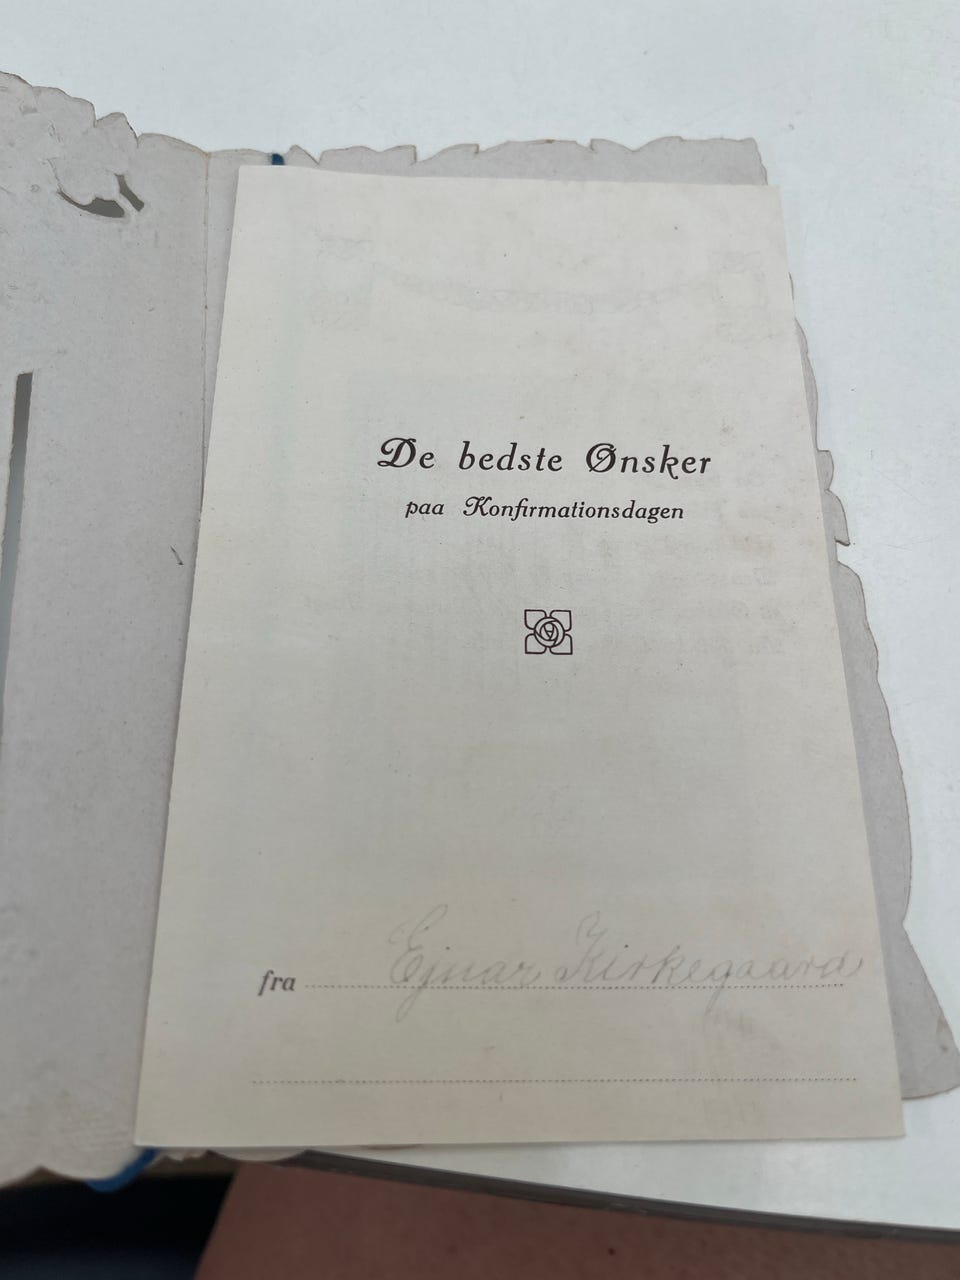 De bedste Ønsker
paa Konfirmationsdagen
fra Ejnar Kirkegaard